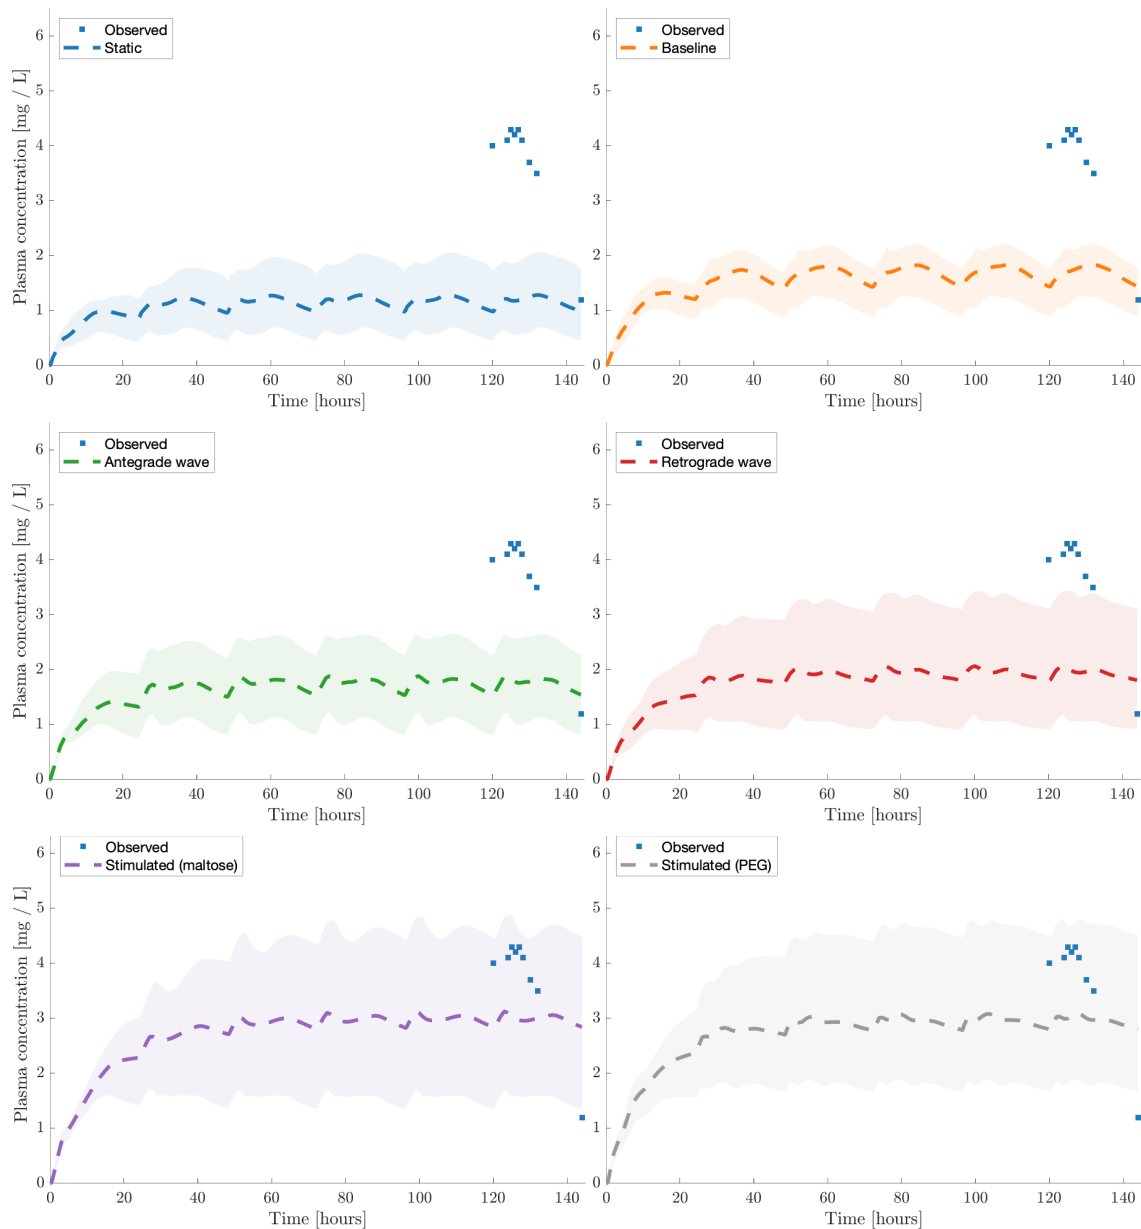 Observed
Static
Plasma concentration [mg / L]
6
5
4
3
2
1
0
0 20 40 60 80 100 120 140
Time [hours]
Observed
Baseline
6
5
4
3
2
1
0
0 20 40 60 80 100 120 140
Time [hours]
Observed
Antegrade wave
Plasma concentration [mg / L]
6
5
4
3
2
1
0
0 20 40 60 80 100 120 140
Time [hours]
Observed
Retrograde wave
6
5
4
3
2
1
0
0 20 40 60 80 100 120 140
Time [hours]
Observed
Stimulated (maltose)
Plasma concentration [mg / L]
6
5
4
3
2
1
0
0 20 40 60 80 100 120 140
Time [hours]
Observed
Stimulated (PEG)
6
5
4
3
2
1
0
0 20 40 60 80 100 120 140
Time [hours]